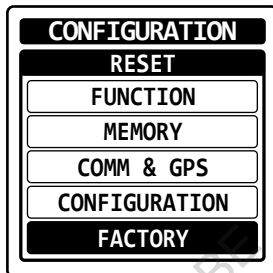 CONFIGURATION
RESET
FUNCTION
MEMORY
COMM & GPS
CONFIGURATION
FACTORY